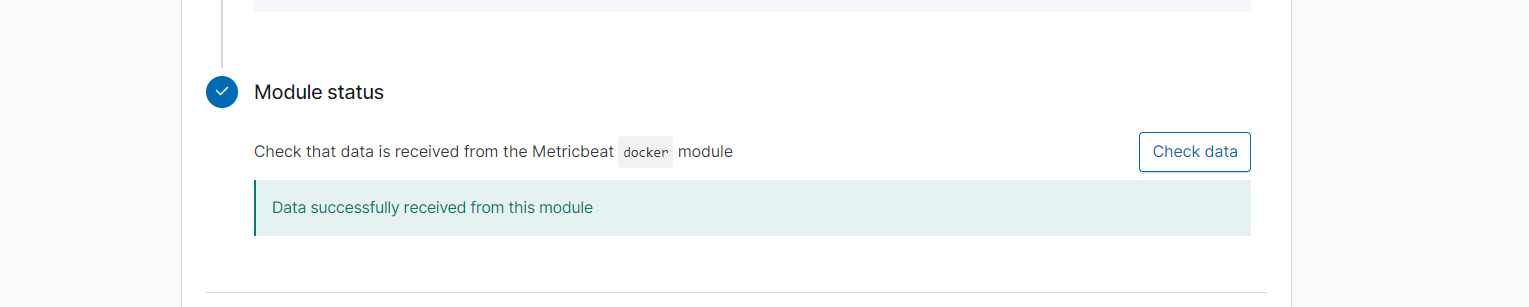 Module status
Check that data is received from the Metricbeat docker module
Check data
Data successfully received from this module